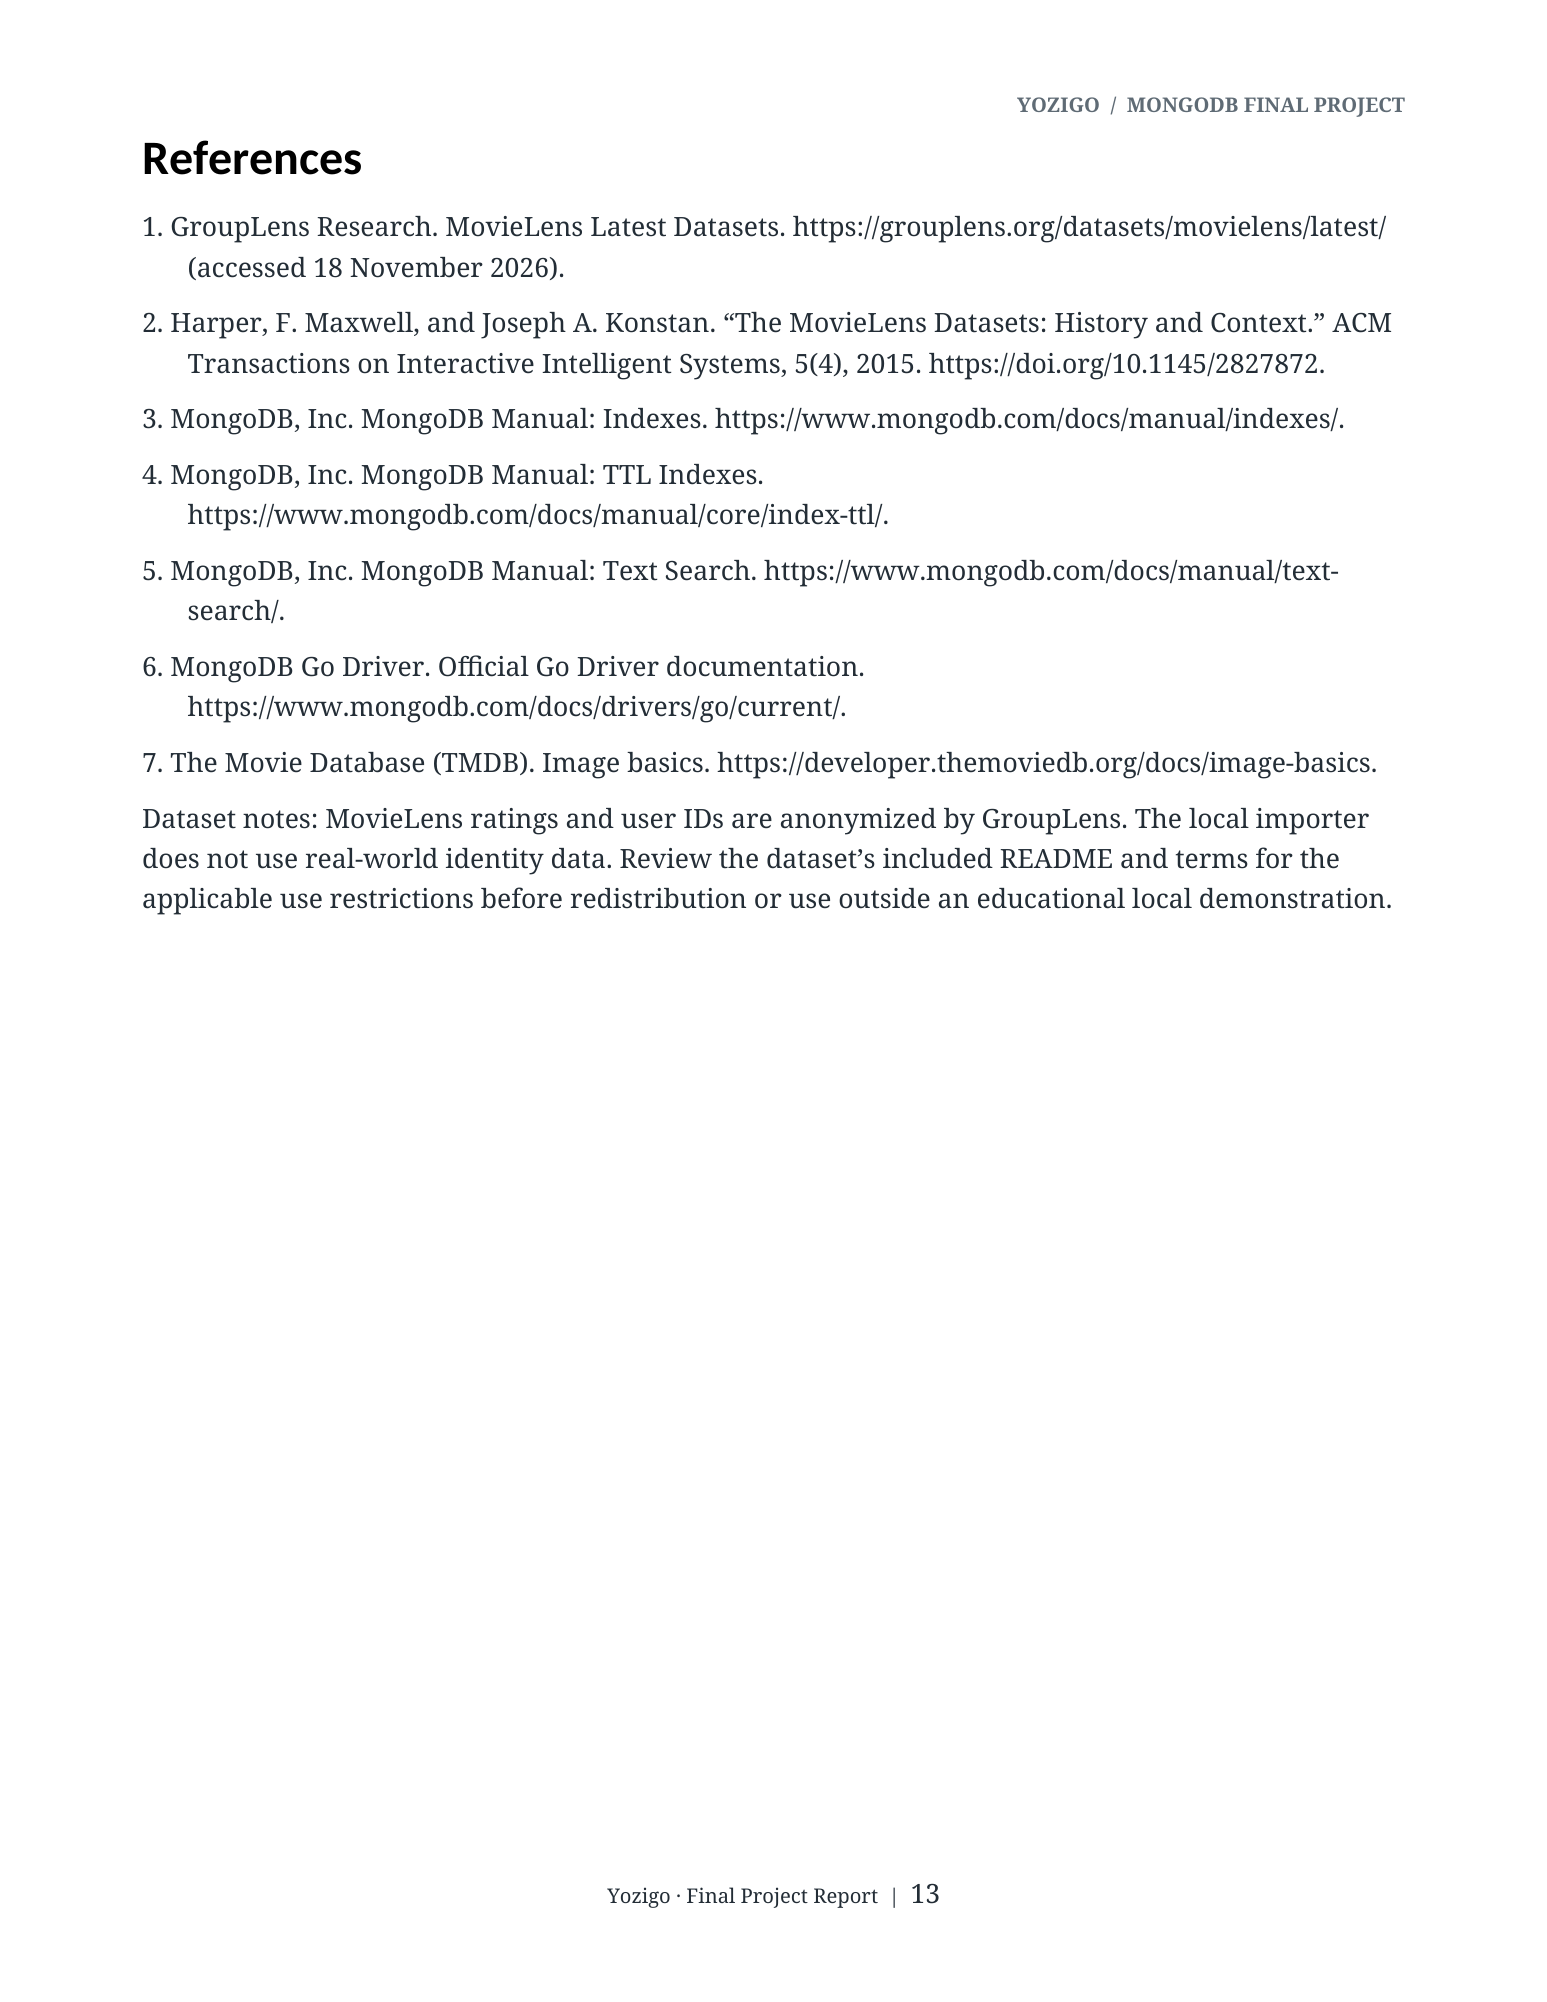 YOZIGO / MONGODB FINAL PROJECT
References
1. GroupLens Research. MovieLens Latest Datasets. https://grouplens.org/datasets/movielens/latest/
(accessed 18 November 2026).
2. Harper, F. Maxwell, and Joseph A. Konstan. “The MovieLens Datasets: History and Context.” ACM
Transactions on Interactive Intelligent Systems, 5(4), 2015. https://doi.org/10.1145/2827872.
3. MongoDB, Inc. MongoDB Manual: Indexes. https://www.mongodb.com/docs/manual/indexes/.
4. MongoDB, Inc. MongoDB Manual: TTL Indexes.
https://www.mongodb.com/docs/manual/core/index-ttl/.
5. MongoDB, Inc. MongoDB Manual: Text Search. https://www.mongodb.com/docs/manual/text-
search/.
6. MongoDB Go Driver. Official Go Driver documentation.
https://www.mongodb.com/docs/drivers/go/current/.
7. The Movie Database (TMDB). Image basics. https://developer.themoviedb.org/docs/image-basics.
Dataset notes: MovieLens ratings and user IDs are anonymized by GroupLens. The local importer
does not use real-world identity data. Review the dataset’s included README and terms for the
applicable use restrictions before redistribution or use outside an educational local demonstration.
Yozigo · Final Project Report | 13